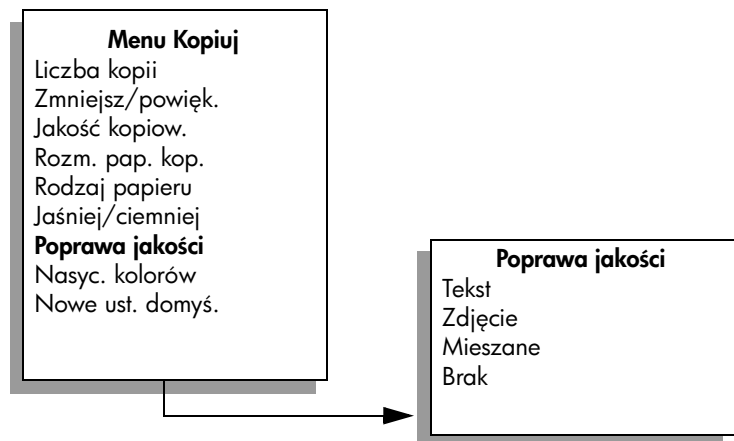 Menu Kopiuj
Liczba kopii
Zmniejsz/powięk.
Jakość kopiow.
Rozm. pap. kop.
Rodzaj papieru
Jaśniej/ciemniej
Poprawa jakości
Nasyc. kolorów
Nowe ust. domyś.
Poprawa jakości
Tekst
Zdjęcie
Mieszane
Brak